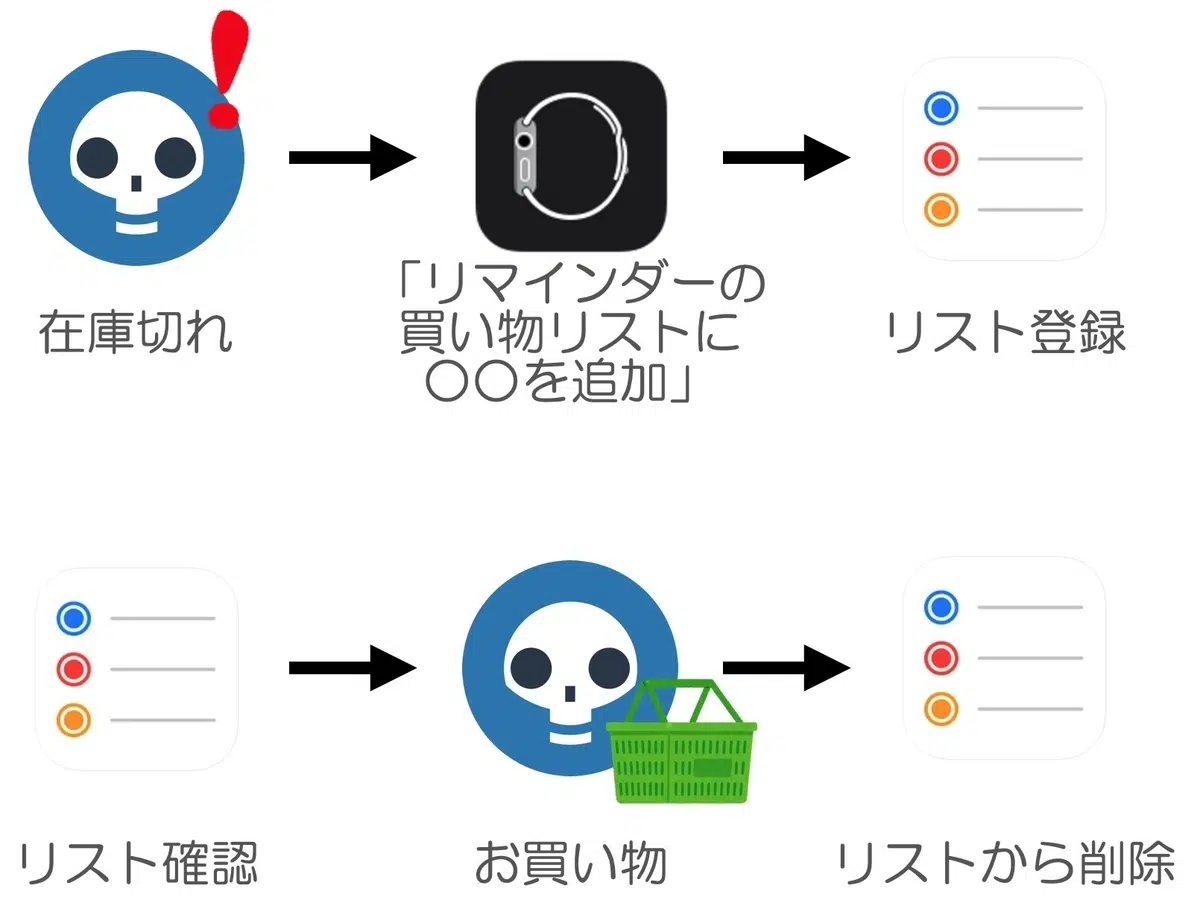 在庫切れ
「リマインダーの
買い物リストに
〇〇を追加」
リスト登録
リスト確認
お買い物
リストから削除